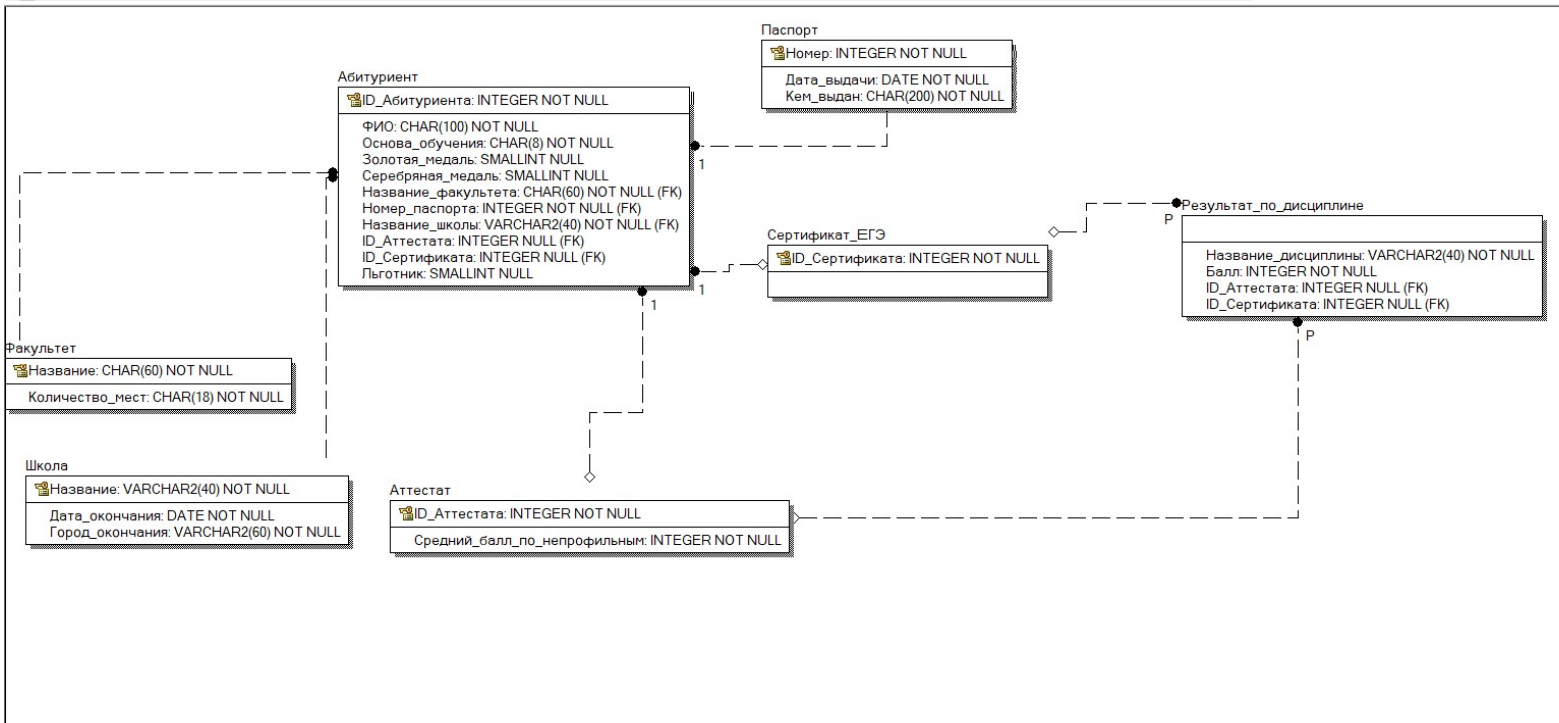 Паспорт
Номер: INTEGER NOT NULL
Дата_выдачи: DATE NOT NULL
Кем_выдан: CHAR(200) NOT NULL
Абитуриент
ID_Абитуриента: INTEGER NOT NULL
ФИО: CHAR(100) NOT NULL
Основа_обучения: CHAR(8) NOT NULL
Золотая_медаль: SMALLINT NULL
Серебряная_медаль: SMALLINT NULL
Название_факультета: CHAR(60) NOT NULL (FK)
Номер_паспорта: INTEGER NOT NULL (FK)
Название_школы: VARCHAR2(40) NOT NULL (FK)
ID_Аттестата: INTEGER NULL (FK)
ID_Сертификата: INTEGER NULL (FK)
Льготник: SMALLINT NULL
1
1
1
Сертификат_ЕГЭ
ID_Сертификата: INTEGER NOT NULL
P
Результат_по_дисциплине
Название_дисциплины: VARCHAR2(40) NOT NULL
Балл: INTEGER NOT NULL
ID_Аттестата: INTEGER NULL (FK)
ID_Сертификата: INTEGER NULL (FK)
P
Факультет
Название: CHAR(60) NOT NULL
Количество_мест: CHAR(18) NOT NULL
Школа
Название: VARCHAR2(40) NOT NULL
Дата_окончания: DATE NOT NULL
Город_окончания: VARCHAR2(60) NOT NULL
Аттестат
ID_Аттестата: INTEGER NOT NULL
Средний_балл_по_непрофильным: INTEGER NOT NULL